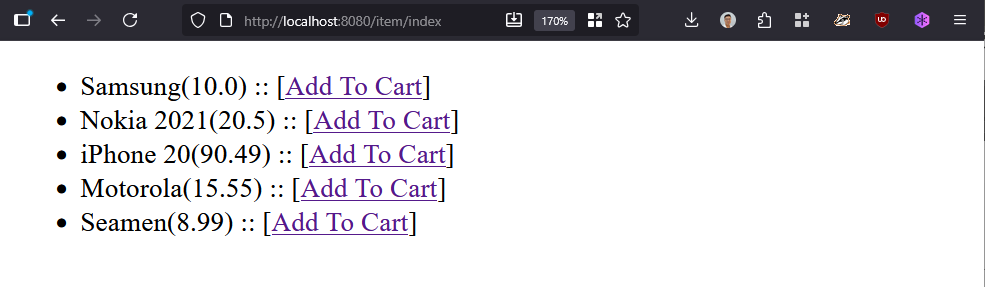 http://localhost:8080/item/index 170%
Samsung(10.0) :: [Add To Cart]
Nokia 2021(20.5) :: [Add To Cart]
iPhone 20(90.49) :: [Add To Cart]
Motorola(15.55) :: [Add To Cart]
Seamen(8.99) :: [Add To Cart]